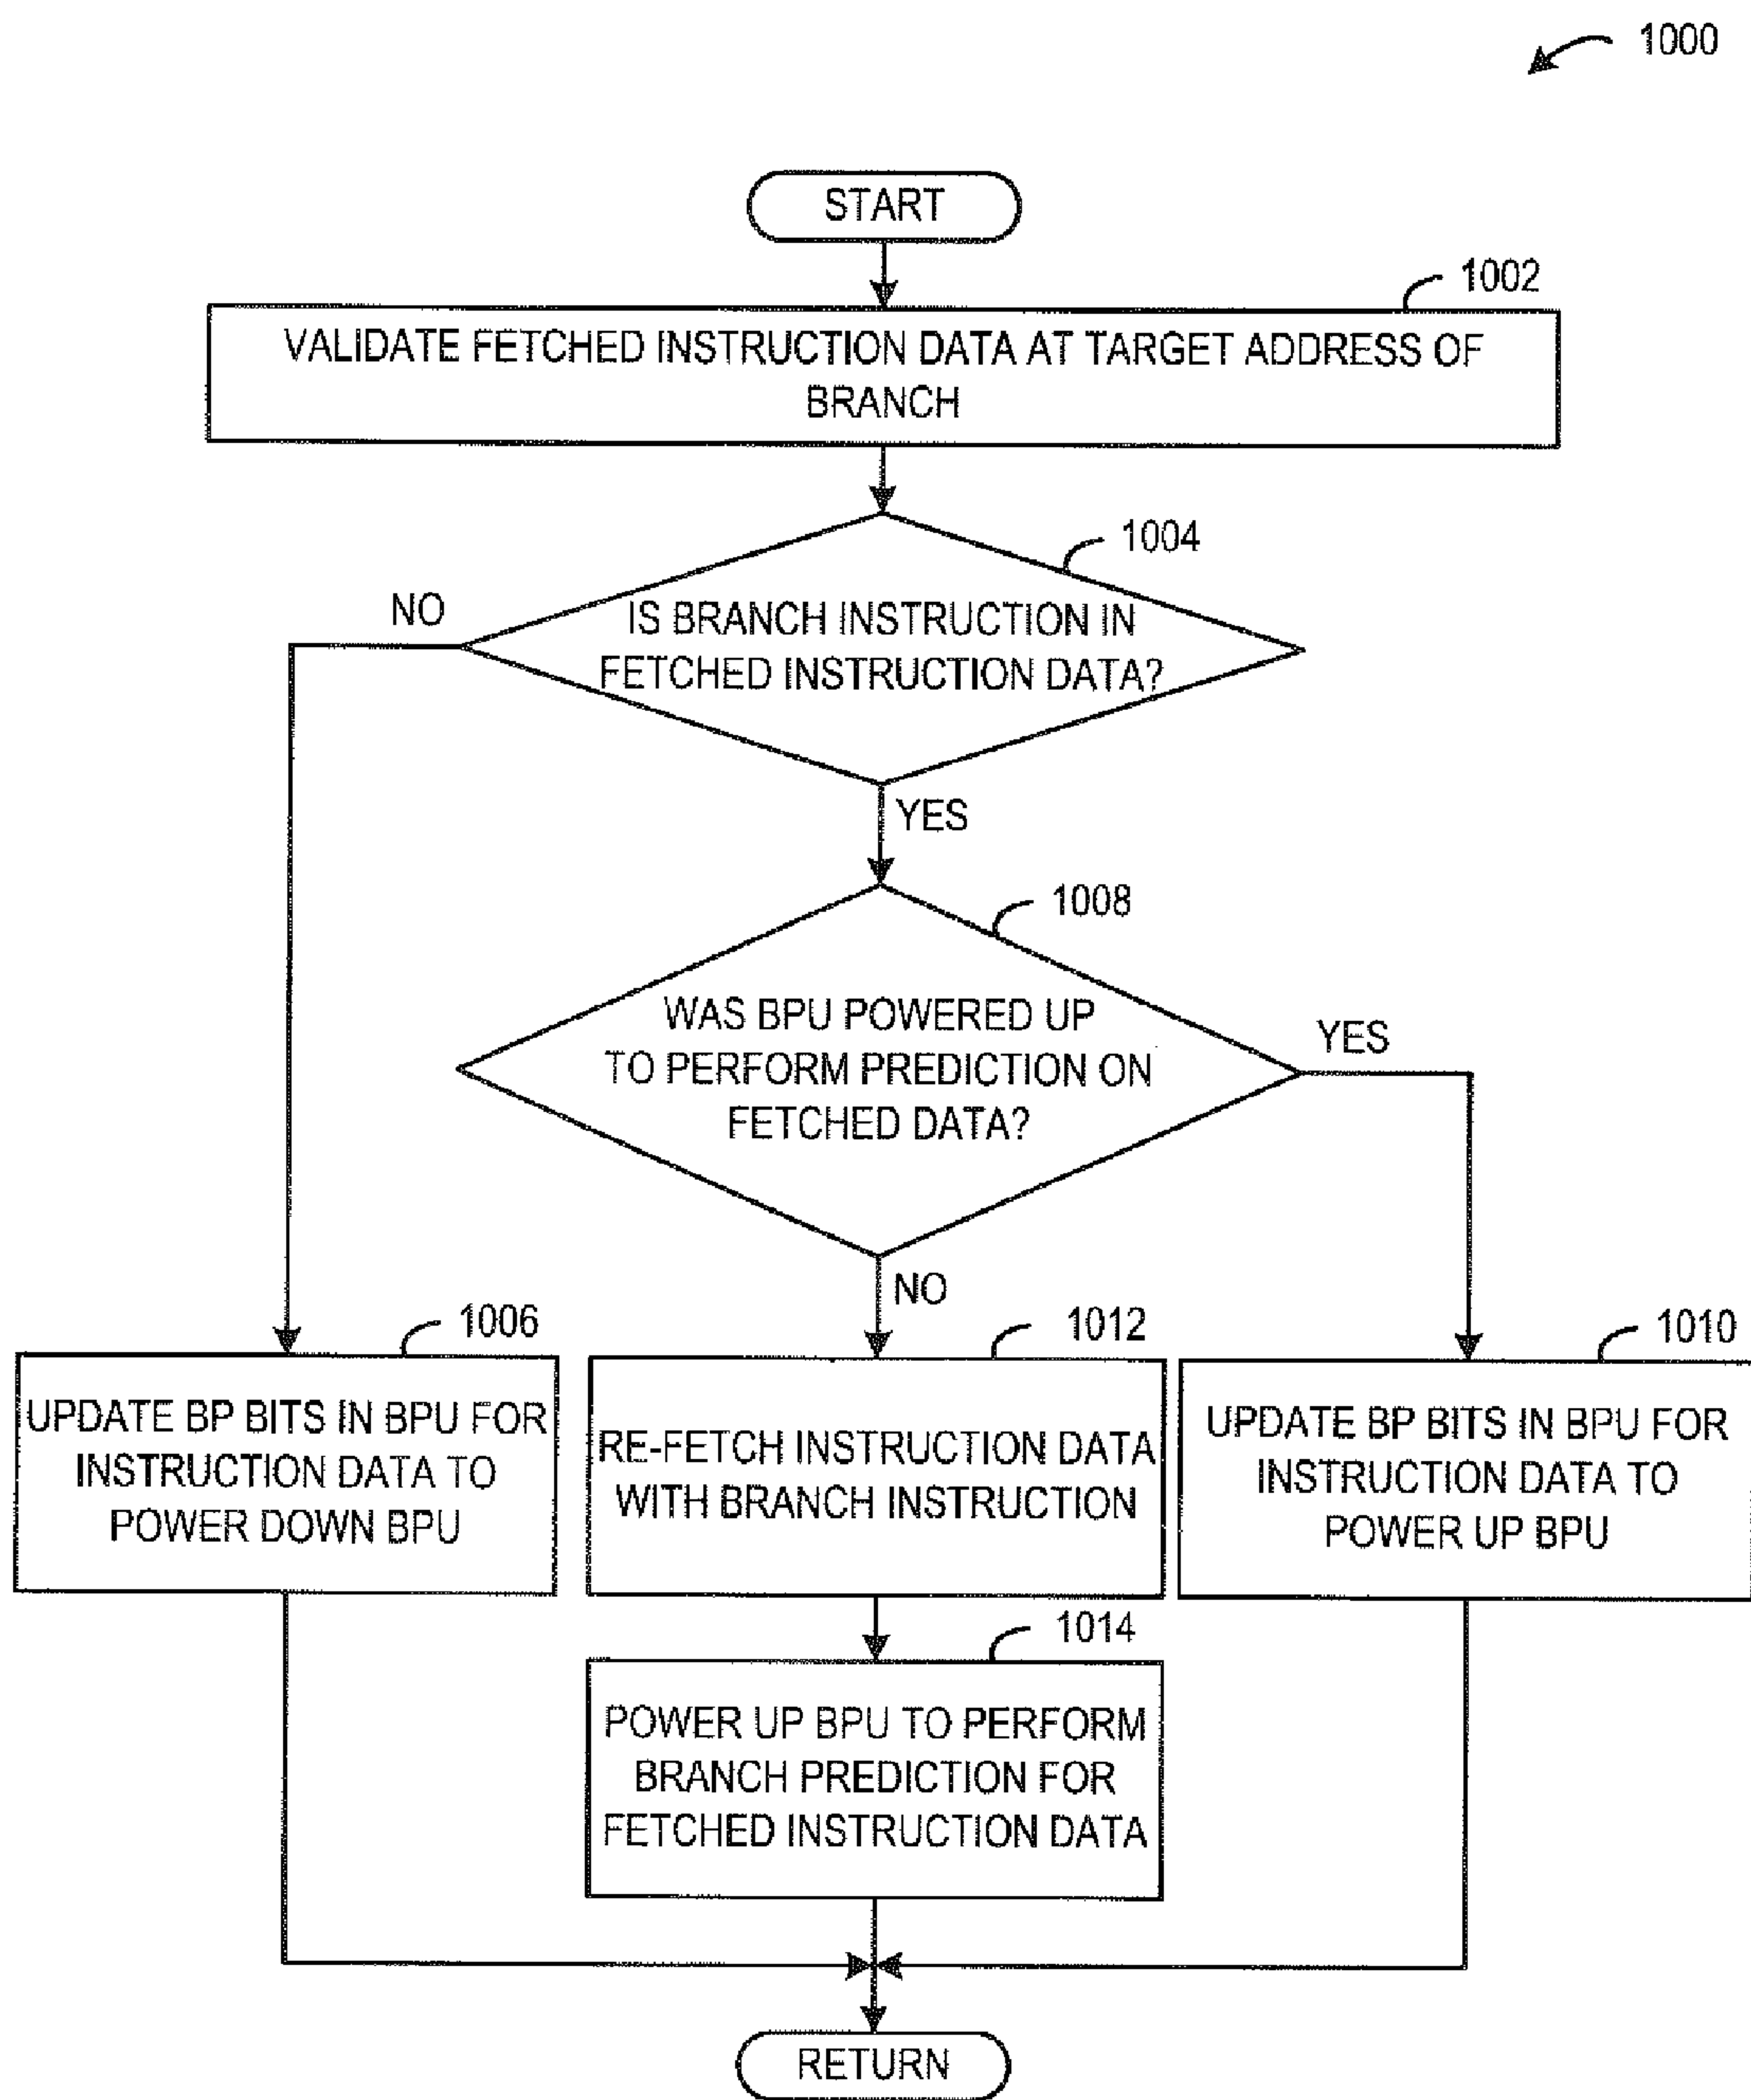 1000
START
1002
VALIDATE FETCHED INSTRUCTION DATA AT TARGET ADDRESS OF
BRANCH
1004
NO
IS BRANCH INSTRUCTION IN
FETCHED INSTRUCTION DATA?
YES
1008
WAS BPU POWERED UP
TO PERFORM PREDICTION ON
FETCHED DATA?
YES
NO
1006
UPDATE BP BITS IN BPU FOR
INSTRUCTION DATA TO
POWER DOWN BPU
1012
RE-FETCH INSTRUCTION DATA
WITH BRANCH INSTRUCTION
1010
UPDATE BP BITS IN BPU FOR
INSTRUCTION DATA TO
POWER UP BPU
1014
POWER UP BPU TO PERFORM
BRANCH PREDICTION FOR
FETCHED INSTRUCTION DATA
RETURN